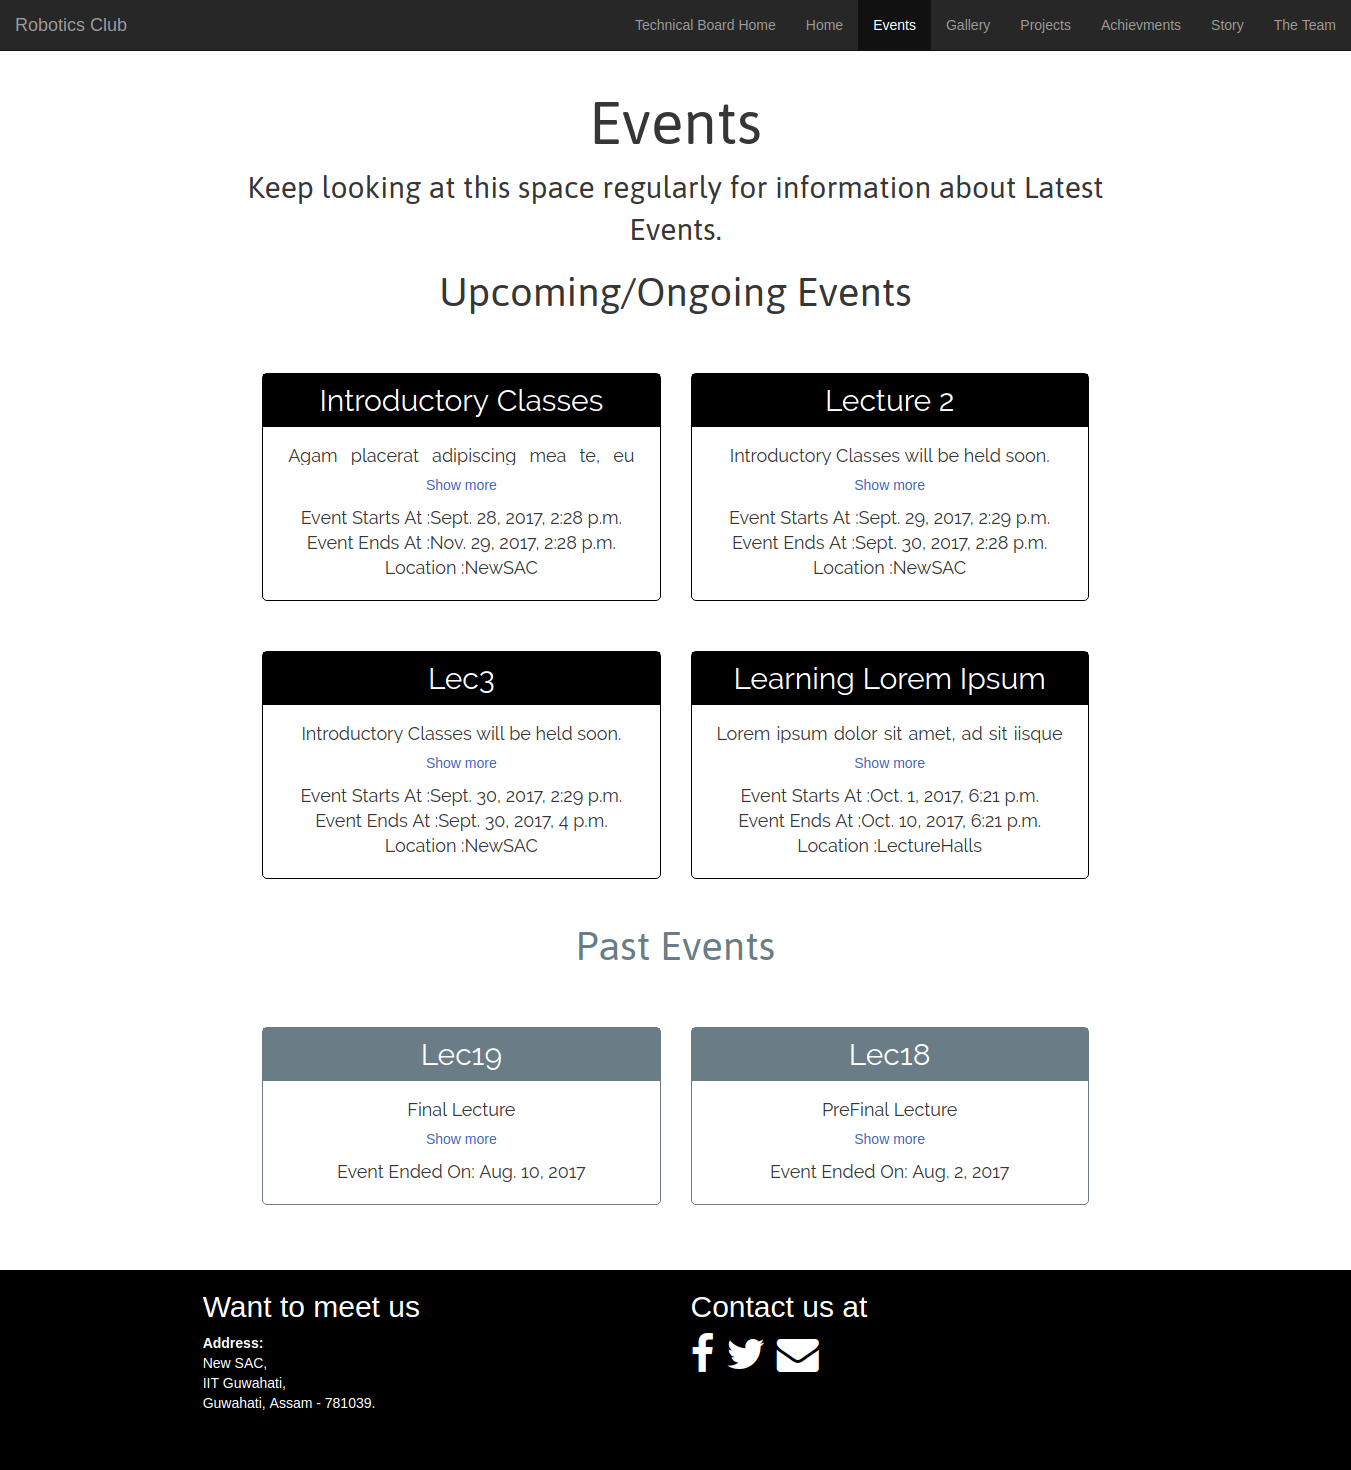 Robotics Club
Technical Board Home
Home
Events
Gallery
Projects
Achievments
Story
The Team
Events
Keep looking at this space regularly for information about Latest
Events.
Upcoming/Ongoing Events
Introductory Classes
Agam placerat adipiscing mea te, eu
Show more
Event Starts At :Sept. 28, 2017, 2:28 p.m.
Event Ends At :Nov. 29, 2017, 2:28 p.m.
Location :NewSAC
Lecture 2
Introductory Classes will be held soon.
Show more
Event Starts At :Sept. 29, 2017, 2:29 p.m.
Event Ends At :Sept. 30, 2017, 2:28 p.m.
Location :NewSAC
Lec3
Introductory Classes will be held soon.
Show more
Event Starts At :Sept. 30, 2017, 2:29 p.m.
Event Ends At :Sept. 30, 2017, 4 p.m.
Location :NewSAC
Learning Lorem Ipsum
Lorem ipsum dolor sit amet, ad sit iisque
Show more
Event Starts At :Oct. 1, 2017, 6:21 p.m.
Event Ends At :Oct. 10, 2017, 6:21 p.m.
Location :LectureHalls
Past Events
Lec19
Final Lecture
Show more
Event Ended On: Aug. 10, 2017
Lec18
PreFinal Lecture
Show more
Event Ended On: Aug. 2, 2017
Want to meet us
Address:
New SAC,
IIT Guwahati,
Guwahati, Assam - 781039.
Contact us at